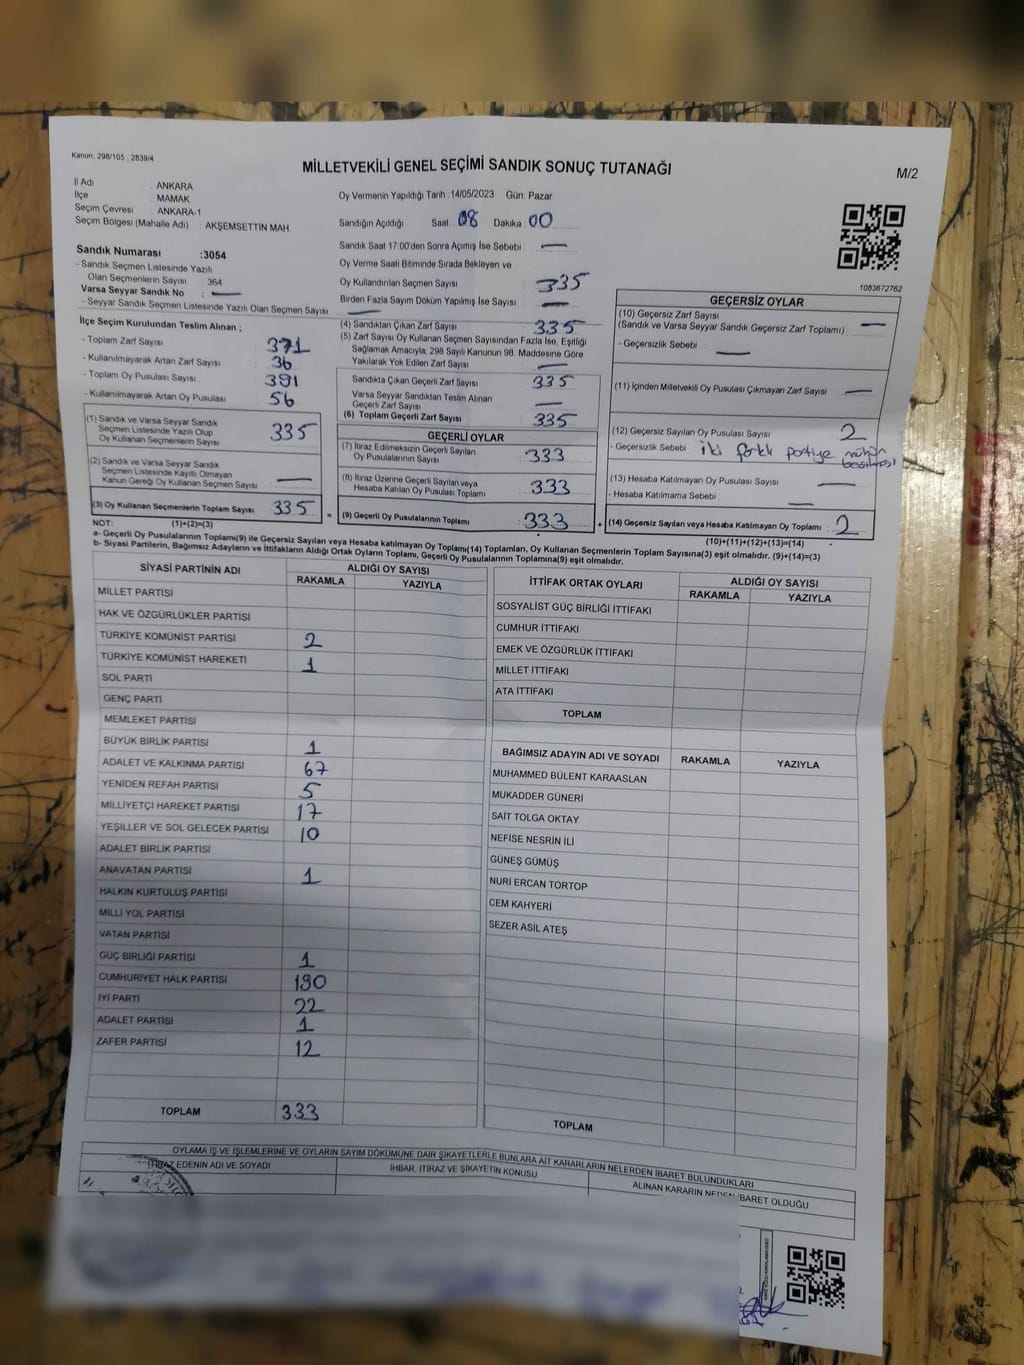 Kanun; 298/105 , 2839/4
MİLLETVEKİLİ GENEL SEÇİMİ SANDIK SONUÇ TUTANAĞI
M/2
İl Adı : ANKARA
İlçe : MAMAK
Seçim Çevresi : ANKARA-1
Seçim Bölgesi (Mahalle Adı) : AKŞEMSETTİN MAH.
Oy Vermenin Yapıldığı Tarih :14/05/2023 Gün: Pazar
Sandığın Açıldığı Saat : 08 Dakika : 00
Sandık Saat 17:00'den Sonra Açımış İse Sebebi : —
Oy Verme Saati Bitiminde Sırada Bekleyen ve
Oy Kullandırılan Seçmen Sayısı : 335
Birden Fazla Sayım Döküm Yapılmış İse Sayısı : —
Sandık Numarası :3054
- Sandık Seçmen Listesinde Yazılı
Olan Seçmenlerin Sayısı : 364
Varsa Seyyar Sandık No : —
- Seyyar Sandık Seçmen Listesinde Yazılı Olan Seçmen Sayısı : —
İlçe Seçim Kurulundan Teslim Alınan ;
- Toplam Zarf Sayısı : 371
- Kullanılmayarak Artan Zarf Sayısı : 36
- Toplam Oy Pusulası Sayısı : 391
- Kullanılmayarak Artan Oy Pusulası : 56
(1) Sandık ve Varsa Seyyar Sandık
Seçmen Listesinde Yazılı Olup
Oy Kullanan Seçmenlerin Sayısı : 335
(2) Sandık ve Varsa Seyyar Sandık
Seçmen Listesinde Kayıtlı Olmayan
Kanun Gereği Oy Kullanan Seçmen Sayısı : —
(3) Oy Kullanan Seçmenlerin Toplam Sayısı : 335
(4) Sandıktan Çıkan Zarf Sayısı : 335
(5) Zarf Sayısı Oy Kullanan Seçmen Sayısından Fazla İse, Eşitliği
Sağlamak Amacıyla, 298 Sayılı Kanunun 98. Maddesine Göre
Yakılarak Yok Edilen Zarf Sayısı : —
Sandıkta Çıkan Geçerli Zarf Sayısı : 335
Varsa Seyyar Sandıktan Teslim Alınan
Geçerli Zarf Sayısı : —
(6) Toplam Geçerli Zarf Sayısı : 335
GEÇERLİ OYLAR
(7) İtiraz Edilmeksizin Geçerli Sayılan
Oy Pusulalarının Sayısı : 333
(8) İtiraz Üzerine Geçerli Sayılan veya
Hesaba Katılan Oy Pusulası Toplamı : 333
(9) Geçerli Oy Pusulalarının Toplamı : 333
1083672762
GEÇERSİZ OYLAR
(10) Geçersiz Zarf Sayısı
(Sandık ve Varsa Seyyar Sandık Geçersiz Zarf Toplamı) : —
- Geçersizlik Sebebi : —
(11) İçinden Milletvekili Oy Pusulası Çıkmayan Zarf Sayısı : —
(12) Geçersiz Sayılan Oy Pusulası Sayısı : 2
- Geçersizlik Sebebi : iki farklı partiye mühür
basılması
(13) Hesaba Katılmayan Oy Pusulası Sayısı : —
- Hesaba Katılmama Sebebi : —
(14) Geçersiz Sayılan veya Hesaba Katılmayan Oy Toplamı : 2
NOT: (1)+(2)=(3)
(10)+(11)+(12)+(13)=(14)
a- Geçerli Oy Pusulasının Toplamı(9) ile Geçersiz Sayılan veya Hesaba Katılmayan Oy Toplamı(14) Toplamları, Oy Kullanan Seçmenlerin Toplam Sayısına(3) eşit olmalıdır. (9)+(14)=(3)
b- Siyasi Partilerin, Bağımsız Adayların ve İttifakların Aldığı Ortak Oyların Toplamı, Geçerli Oy Pusulalarının Toplamına(9) eşit olmalıdır.
SİYASİ PARTİNİN ADI ALDIĞI OY SAYISI
RAKAMLA YAZIYLA
MİLLET PARTİSİ
HAK VE ÖZGÜRLÜKLER PARTİSİ
TÜRKİYE KOMÜNİST PARTİSİ 2
TÜRKİYE KOMÜNİST HAREKETİ 1
SOL PARTİ
GENÇ PARTİ
MEMLEKET PARTİSİ
BÜYÜK BİRLİK PARTİSİ 1
ADALET VE KALKINMA PARTİSİ 67
YENİDEN REFAH PARTİSİ 5
MİLLİYETÇİ HAREKET PARTİSİ 17
YEŞİLLER VE SOL GELECEK PARTİSİ 10
ADALET BİRLİK PARTİSİ
ANAVATAN PARTİSİ 1
HALKIN KURTULUŞ PARTİSİ
MİLLİ YOL PARTİSİ
VATAN PARTİSİ
GÜÇ BİRLİĞİ PARTİSİ 1
CUMHURİYET HALK PARTİSİ 190
İYİ PARTİ 22
ADALET PARTİSİ 1
ZAFER PARTİSİ 12
TOPLAM 333
İTTİFAK ORTAK OYLARI ALDIĞI OY SAYISI
RAKAMLA YAZIYLA
SOSYALİST GÜÇ BİRLİĞİ İTTİFAKI
CUMHUR İTTİFAKI
EMEK VE ÖZGÜRLÜK İTTİFAKI
MİLLET İTTİFAKI
ATA İTTİFAKI
TOPLAM
BAĞIMSIZ ADAYIN ADI VE SOYADI RAKAMLA YAZIYLA
MUHAMMED BÜLENT KARAASLAN
MUKADDER GÜNERİ
SAİT TOLGA OKTAY
NEFİSE NESRİN İLİ
GÜNEŞ GÜMÜŞ
NURİ ERCAN TORTOP
CEM KAHYERİ
SEZER ASİL ATEŞ
TOPLAM
OYLAMA İŞ VE İŞLEMLERİNE VE OYLARIN SAYIM DÖKÜMÜNE DAİR ŞİKAYETLERLE BUNLARA AİT KARARLARIN NELERDEN İBARET BULUNDUKLARI
İTİRAZ EDENİN ADI VE SOYADI İHBAR, İTİRAZ VE ŞİKAYETİN KONUSU ALINAN KARARIN NEDEN İBARET OLDUĞU